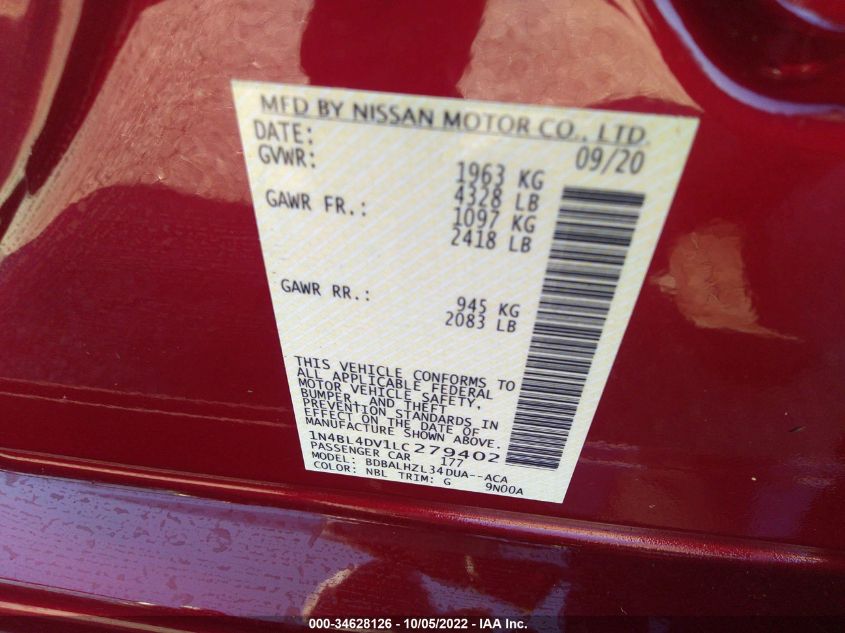 MFD BY NISSAN MOTOR CO., LTD.
DATE: 09/20
GVWR: 1963 KG
4328 LB
GAWR FR.: 1097 KG
2418 LB
GAWR RR.: 945 KG
2083 LB
THIS VEHICLE CONFORMS TO
ALL APPLICABLE FEDERAL
MOTOR VEHICLE SAFETY,
BUMPER, AND THEFT
PREVENTION STANDARDS IN
EFFECT ON THE DATE OF
MANUFACTURE SHOWN ABOVE.
1N4BL4DV1LC279402
PASSENGER CAR 177
MODEL: BDBALHZL34DUA--ACA
COLOR: NBL TRIM: G 9N00A
000-34628126 - 10/05/2022 - IAA Inc.